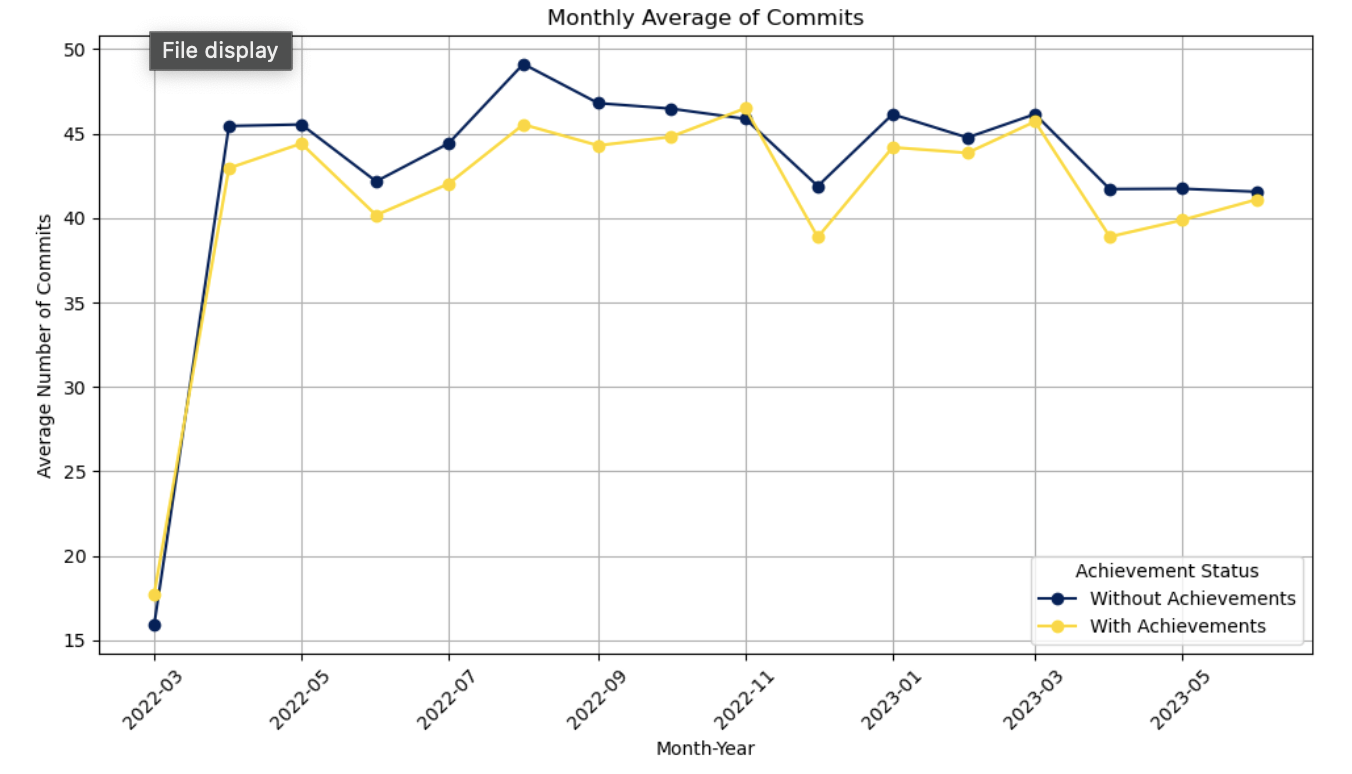 Monthly Average of Commits
File display
50
45
40
35
30
25
20
15
Average Number of Commits
Achievement Status
Without Achievements
With Achievements
2022-03
2022-05
2022-07
2022-09
2022-11
2023-01
2023-03
2023-05
Month-Year